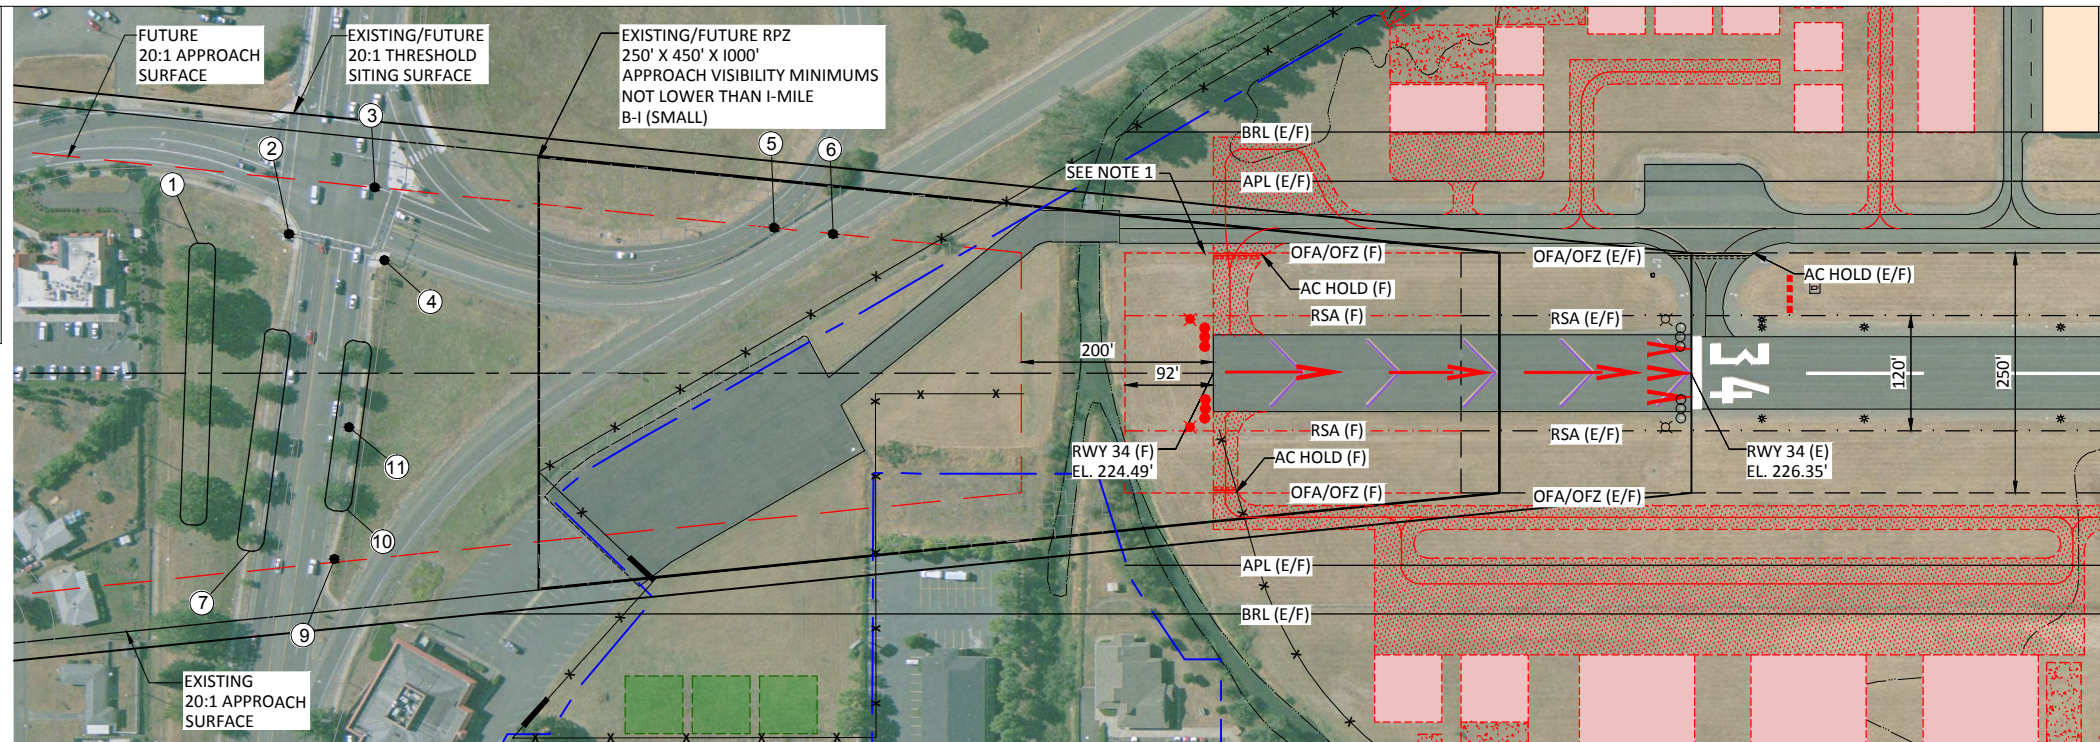 FUTURE
20:1 APPROACH
SURFACE
EXISTING/FUTURE
20:1 THRESHOLD
SITING SURFACE
EXISTING/FUTURE RPZ
250' X 450' X I000'
APPROACH VISIBILITY MINIMUMS
NOT LOWER THAN I-MILE
B-I (SMALL)
1
2
3
4
5
6
7
9
10
11
EXISTING
20:1 APPROACH
SURFACE
SEE NOTE 1
BRL (E/F)
APL (E/F)
OFA/OFZ (F)
OFA/OFZ (E/F)
AC HOLD (F)
AC HOLD (E/F)
RSA (F)
RSA (E/F)
200'
92'
34
120'
250'
RSA (F)
RSA (E/F)
RWY 34 (F)
EL. 224.49'
AC HOLD (F)
RWY 34 (E)
EL. 226.35'
OFA/OFZ (F)
OFA/OFZ (E/F)
APL (E/F)
BRL (E/F)